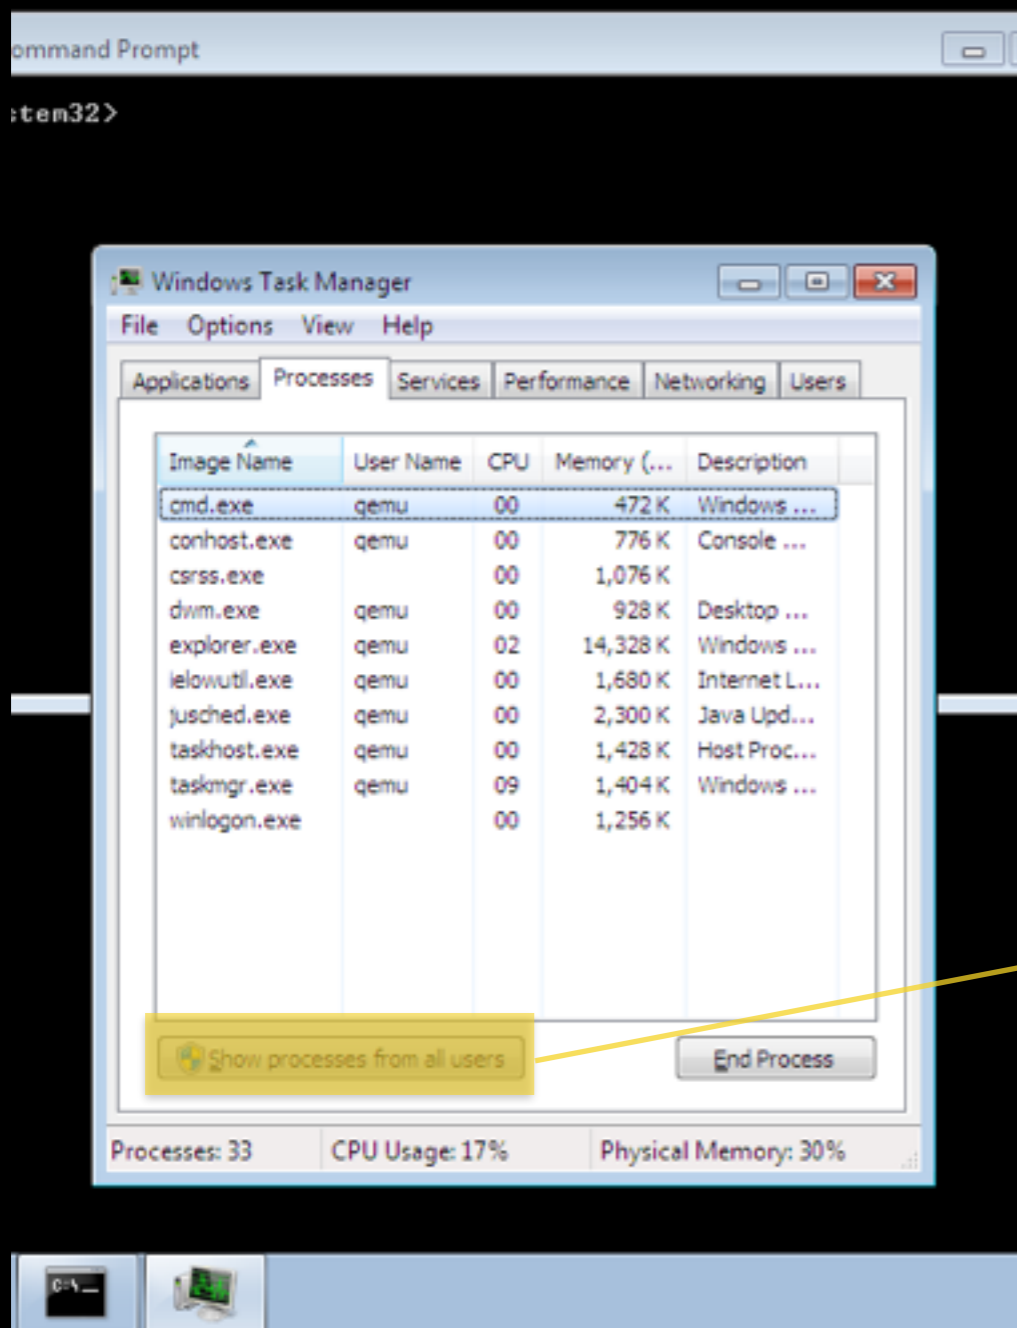 ommand Prompt
stem32>
Windows Task Manager
File Options View Help
Applications Processes Services Performance Networking Users
Image Name User Name CPU Memory (... Description
cmd.exe qemu 00 472 K Windows ...
conhost.exe qemu 00 776 K Console ...
csrss.exe 00 1,076 K
dwm.exe qemu 00 928 K Desktop ...
explorer.exe qemu 02 14,328 K Windows ...
ielowutil.exe qemu 00 1,680 K Internet L...
jusched.exe qemu 00 2,300 K Java Upd...
taskhost.exe qemu 00 1,428 K Host Proc...
taskmgr.exe qemu 09 1,404 K Windows ...
winlogon.exe 00 1,256 K
Show processes from all users End Process
Processes: 33 CPU Usage: 17% Physical Memory: 30%
C:\_